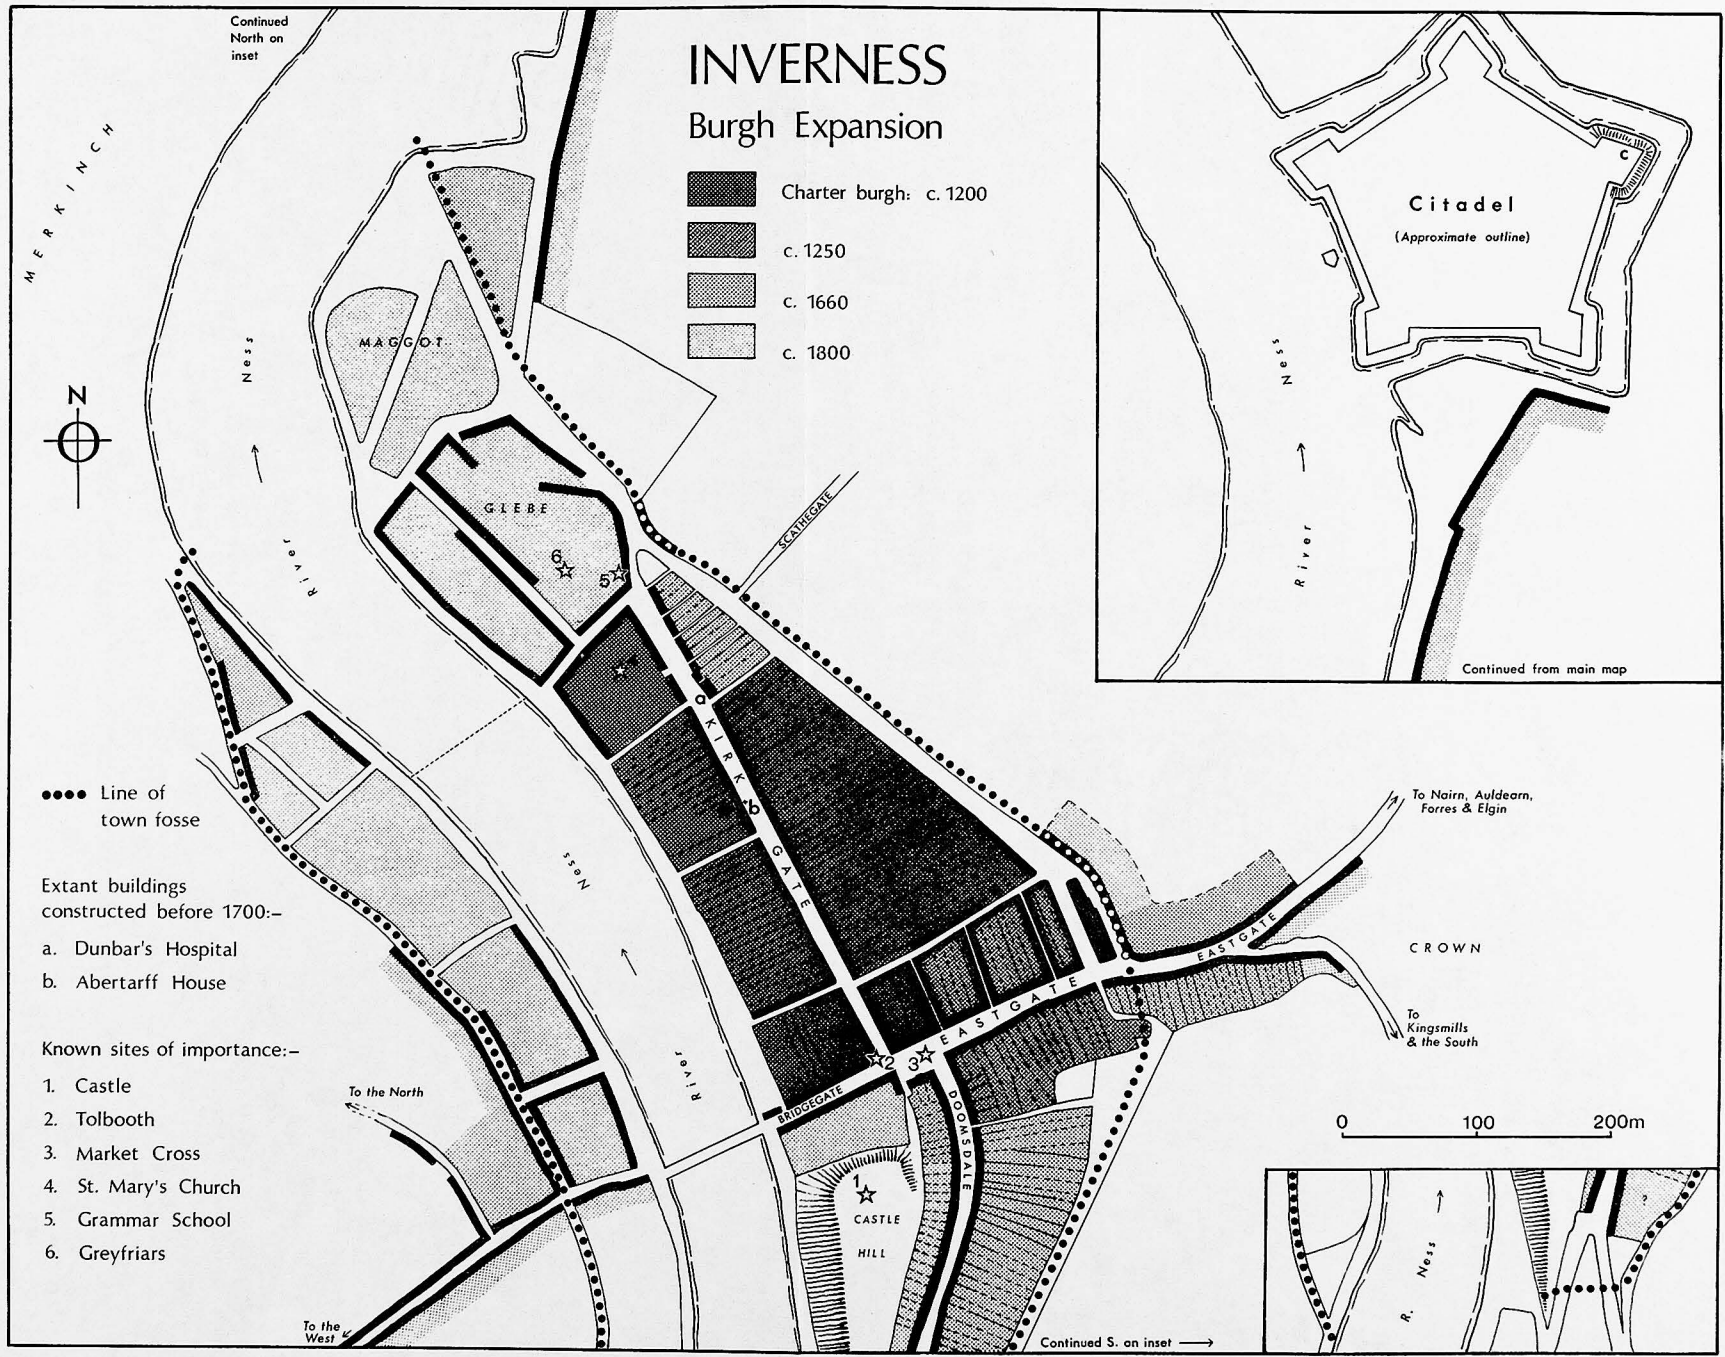 Continued
North on
inset
INVERNESS
Burgh Expansion
Charter burgh: c. 1200
c. 1250
c. 1660
c. 1800
MERKINCH
N
River Ness
MAGGOT
GLEBE
6
5
SCATHEGATE
4
a
KIRK GATE
b
Citadel
(Approximate outline)
c
River Ness
Continued from main map
Line of
town fosse
Extant buildings
constructed before 1700:–
a. Dunbar's Hospital
b. Abertarff House
Known sites of importance:–
1. Castle
2. Tolbooth
3. Market Cross
4. St. Mary's Church
5. Grammar School
6. Greyfriars
River Ness
To Nairn, Auldearn,
Forres & Elgin
EASTGATE
CROWN
To
Kingsmills
& the South
EASTGATE
2
3
BRIDGEGATE
DOOMSDALE
To the North
To the
West
1
CASTLE
HILL
0 100 200m
R. Ness
?
Continued S. on inset